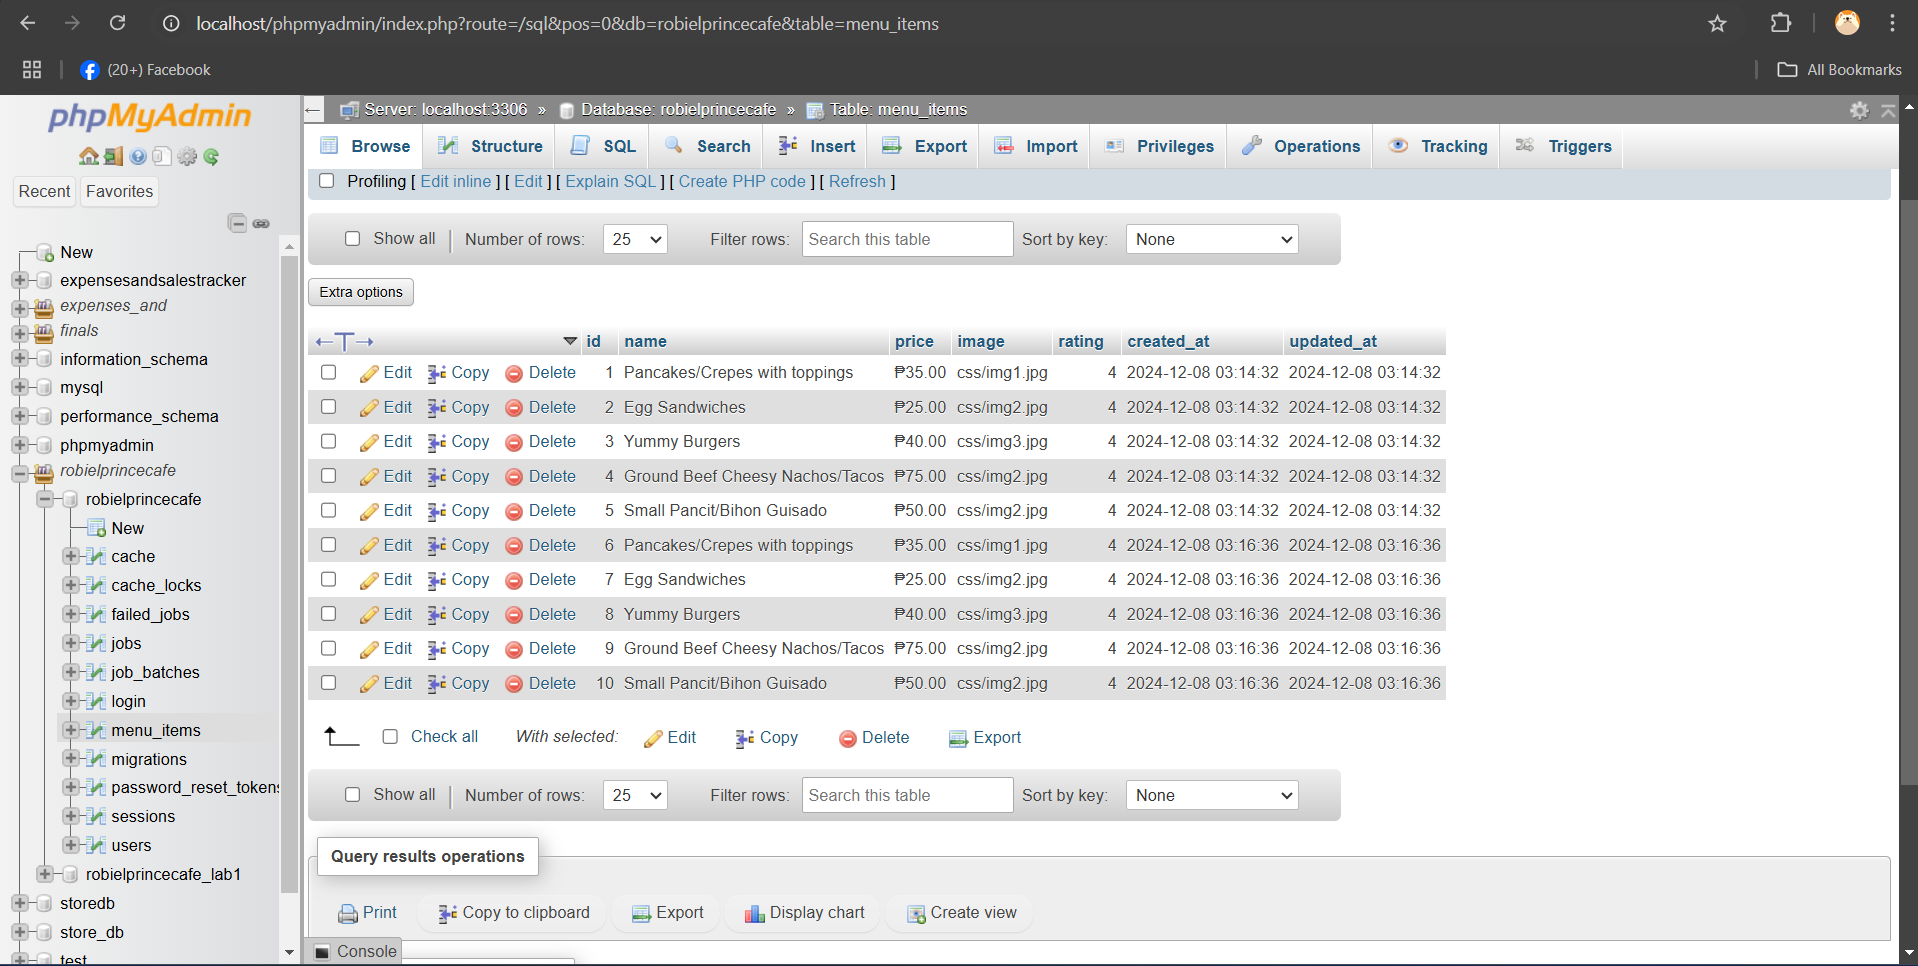 localhost/phpmyadmin/index.php?route=/sql&pos=0&db=robielprincecafe&table=menu_items
(20+) Facebook
All Bookmarks
phpMyAdmin
Recent Favorites
New
expensesandsalestracker
expenses_and
finals
information_schema
mysql
performance_schema
phpmyadmin
robielprincecafe
robielprincecafe
New
cache
cache_locks
failed_jobs
jobs
job_batches
login
menu_items
migrations
password_reset_tokens
sessions
users
robielprincecafe_lab1
storedb
store_db
test
Server: localhost:3306 » Database: robielprincecafe » Table: menu_items
Browse Structure SQL Search Insert Export Import Privileges Operations Tracking Triggers
Profiling [ Edit inline ] [ Edit ] [ Explain SQL ] [ Create PHP code ] [ Refresh ]
Show all | Number of rows: 25 Filter rows: Search this table Sort by key: None
Extra options
←T→ id name price image rating created_at updated_at
Edit Copy Delete 1 Pancakes/Crepes with toppings ₱35.00 css/img1.jpg 4 2024-12-08 03:14:32 2024-12-08 03:14:32
Edit Copy Delete 2 Egg Sandwiches ₱25.00 css/img2.jpg 4 2024-12-08 03:14:32 2024-12-08 03:14:32
Edit Copy Delete 3 Yummy Burgers ₱40.00 css/img3.jpg 4 2024-12-08 03:14:32 2024-12-08 03:14:32
Edit Copy Delete 4 Ground Beef Cheesy Nachos/Tacos ₱75.00 css/img2.jpg 4 2024-12-08 03:14:32 2024-12-08 03:14:32
Edit Copy Delete 5 Small Pancit/Bihon Guisado ₱50.00 css/img2.jpg 4 2024-12-08 03:14:32 2024-12-08 03:14:32
Edit Copy Delete 6 Pancakes/Crepes with toppings ₱35.00 css/img1.jpg 4 2024-12-08 03:16:36 2024-12-08 03:16:36
Edit Copy Delete 7 Egg Sandwiches ₱25.00 css/img2.jpg 4 2024-12-08 03:16:36 2024-12-08 03:16:36
Edit Copy Delete 8 Yummy Burgers ₱40.00 css/img3.jpg 4 2024-12-08 03:16:36 2024-12-08 03:16:36
Edit Copy Delete 9 Ground Beef Cheesy Nachos/Tacos ₱75.00 css/img2.jpg 4 2024-12-08 03:16:36 2024-12-08 03:16:36
Edit Copy Delete 10 Small Pancit/Bihon Guisado ₱50.00 css/img2.jpg 4 2024-12-08 03:16:36 2024-12-08 03:16:36
Check all With selected: Edit Copy Delete Export
Show all | Number of rows: 25 Filter rows: Search this table Sort by key: None
Query results operations
Print Copy to clipboard Export Display chart Create view
Console